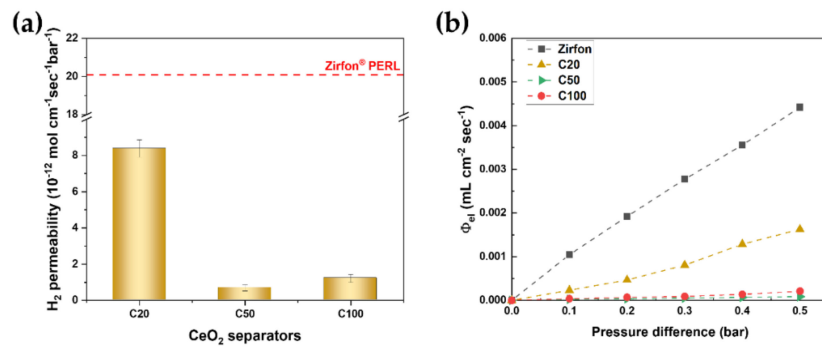 (a)
H₂ permeability (10⁻¹² mol cm⁻¹sec⁻¹bar⁻¹)
22
20
18
8
6
4
2
0
Zirfon® PERL
C20 C50 C100
CeO₂ separators
(b)
Φel (mL cm⁻² sec⁻¹)
0.006
0.005
0.004
0.003
0.002
0.001
0.000
Zirfon
C20
C50
C100
0.0 0.1 0.2 0.3 0.4 0.5
Pressure difference (bar)